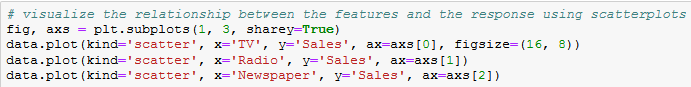 # visualize the relationship between the features and the response using scatterplots
fig, axs = plt.subplots(1, 3, sharey=True)
data.plot(kind='scatter', x='TV', y='Sales', ax=axs[0], figsize=(16, 8))
data.plot(kind='scatter', x='Radio', y='Sales', ax=axs[1])
data.plot(kind='scatter', x='Newspaper', y='Sales', ax=axs[2])